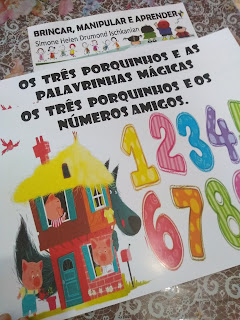 BRINCAR, MANIPULAR E APRENDER
Simone Helen Drumond Ischkanian
OS TRÊS PORQUINHOS E AS
PALAVRINHAS MÁGICAS
OS TRÊS PORQUINHOS E OS
NÚMEROS AMIGOS.
1234
678